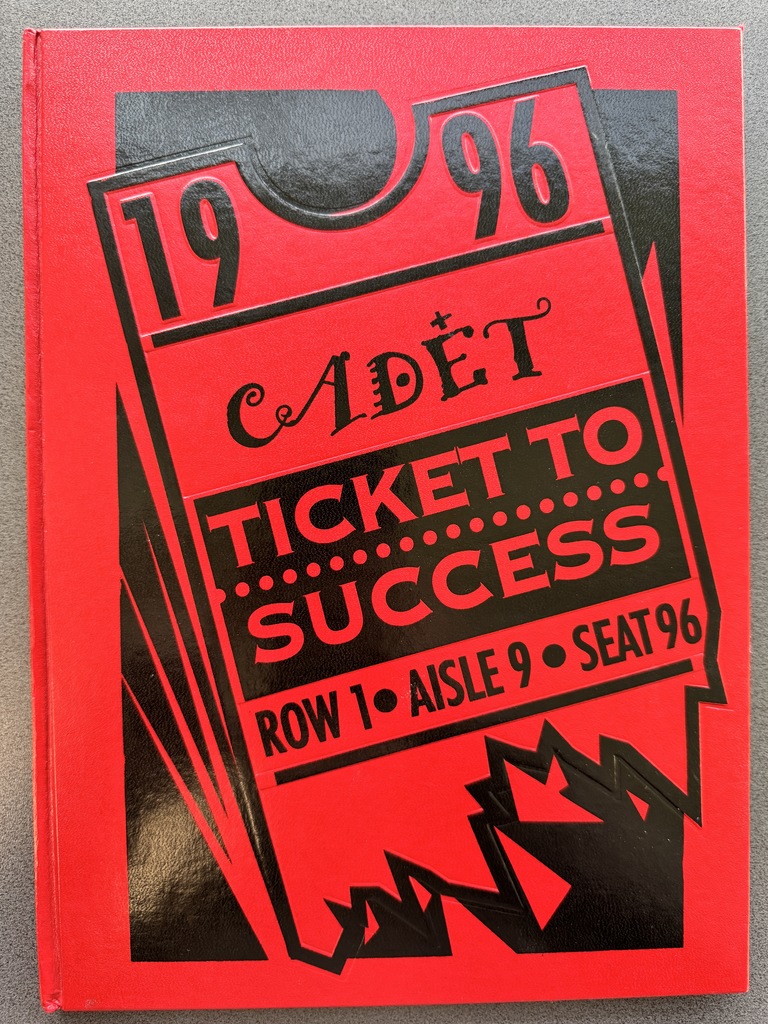 1996
CADET
TICKET TO
SUCCESS
ROW 1 • AISLE 9 • SEAT 96